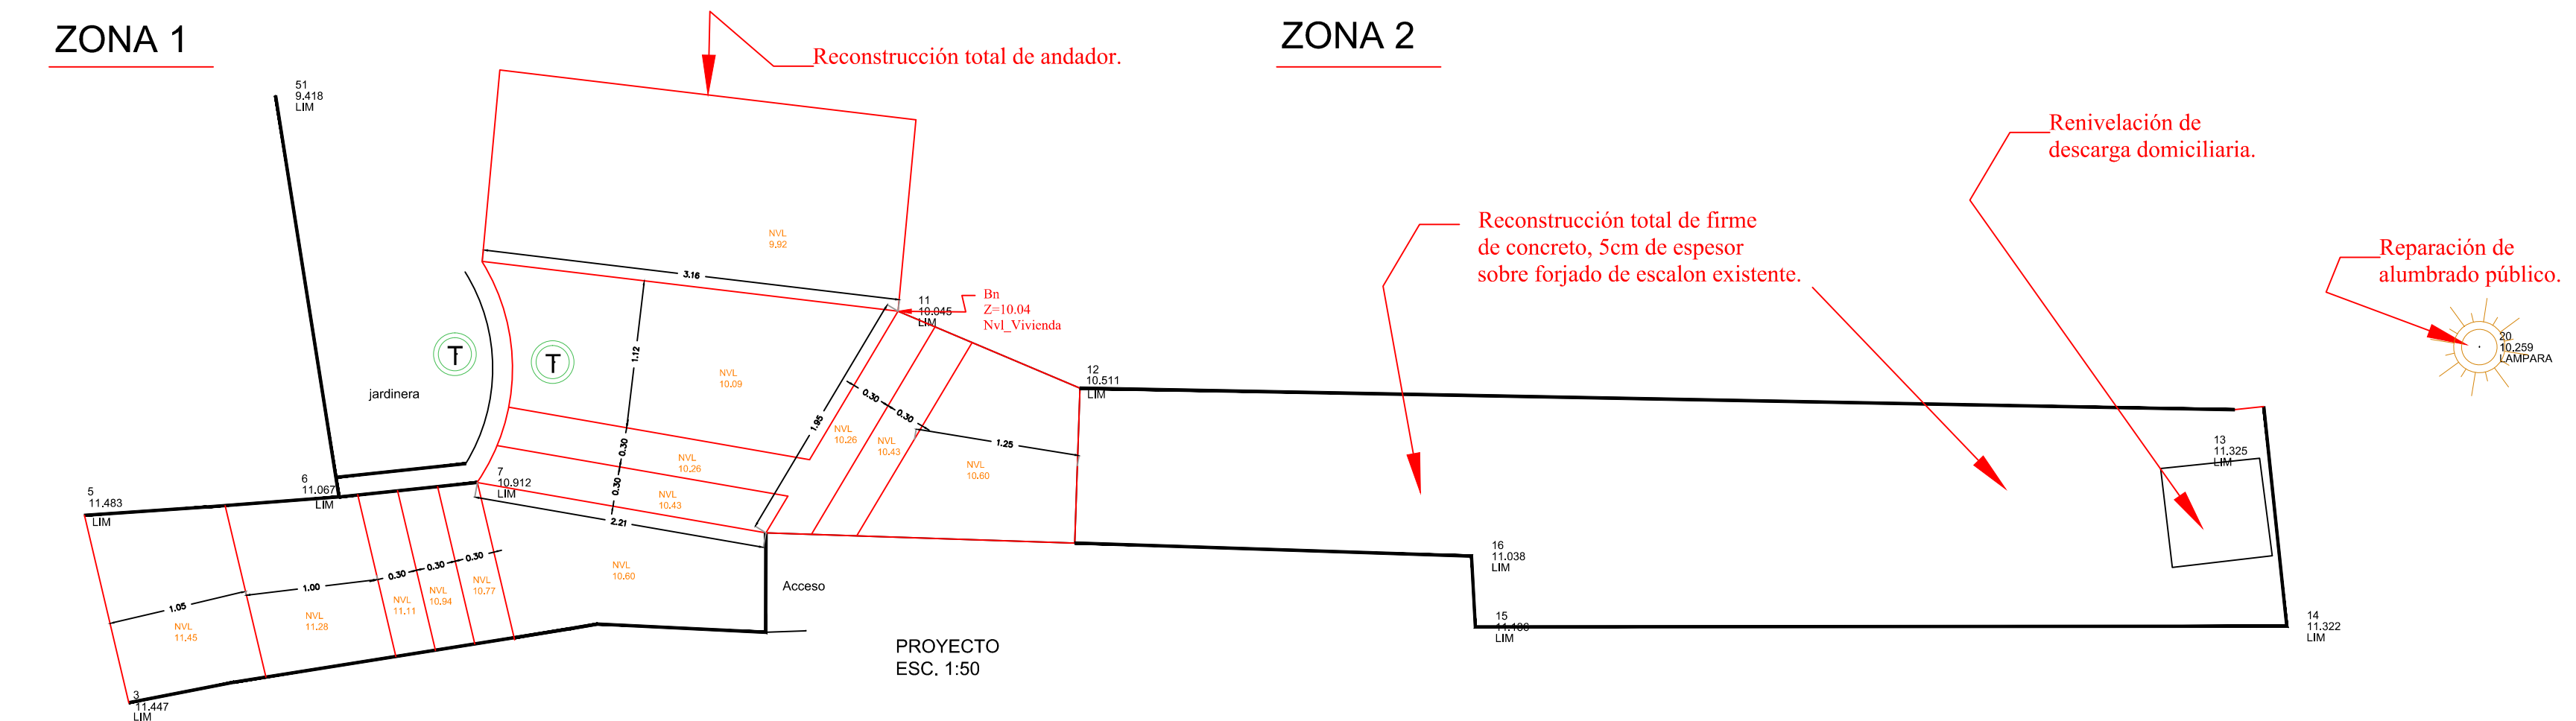 ZONA 1
ZONA 2
Reconstrucción total de andador.
51
9.418
LIM
Renivelación de
descarga domiciliaria.
Reconstrucción total de firme
de concreto, 5cm de espesor
sobre forjado de escalon existente.
Reparación de
alumbrado público.
NVL
9.92
3.16
11
10.045
LIM
Bn
Z=10.04
Nvl_Vivienda
20
10.259
LAMPARA
T
T
1.12
NVL
10.09
jardinera
12
10.511
LIM
0.30
0.30
1.95
1.25
NVL
10.26
NVL
10.43
NVL
10.60
13
11.325
LIM
0.30
0.30
NVL
10.26
NVL
10.43
7
10.912
LIM
2.21
6
11.067
LIM
5
11.483
LIM
16
11.038
LIM
0.30
0.30
0.30
1.00
1.05
NVL
10.60
NVL
10.77
NVL
10.94
NVL
11.11
NVL
11.28
NVL
11.45
Acceso
15
LIM
14
11.322
LIM
PROYECTO
ESC. 1:50
3
11.447
LIM